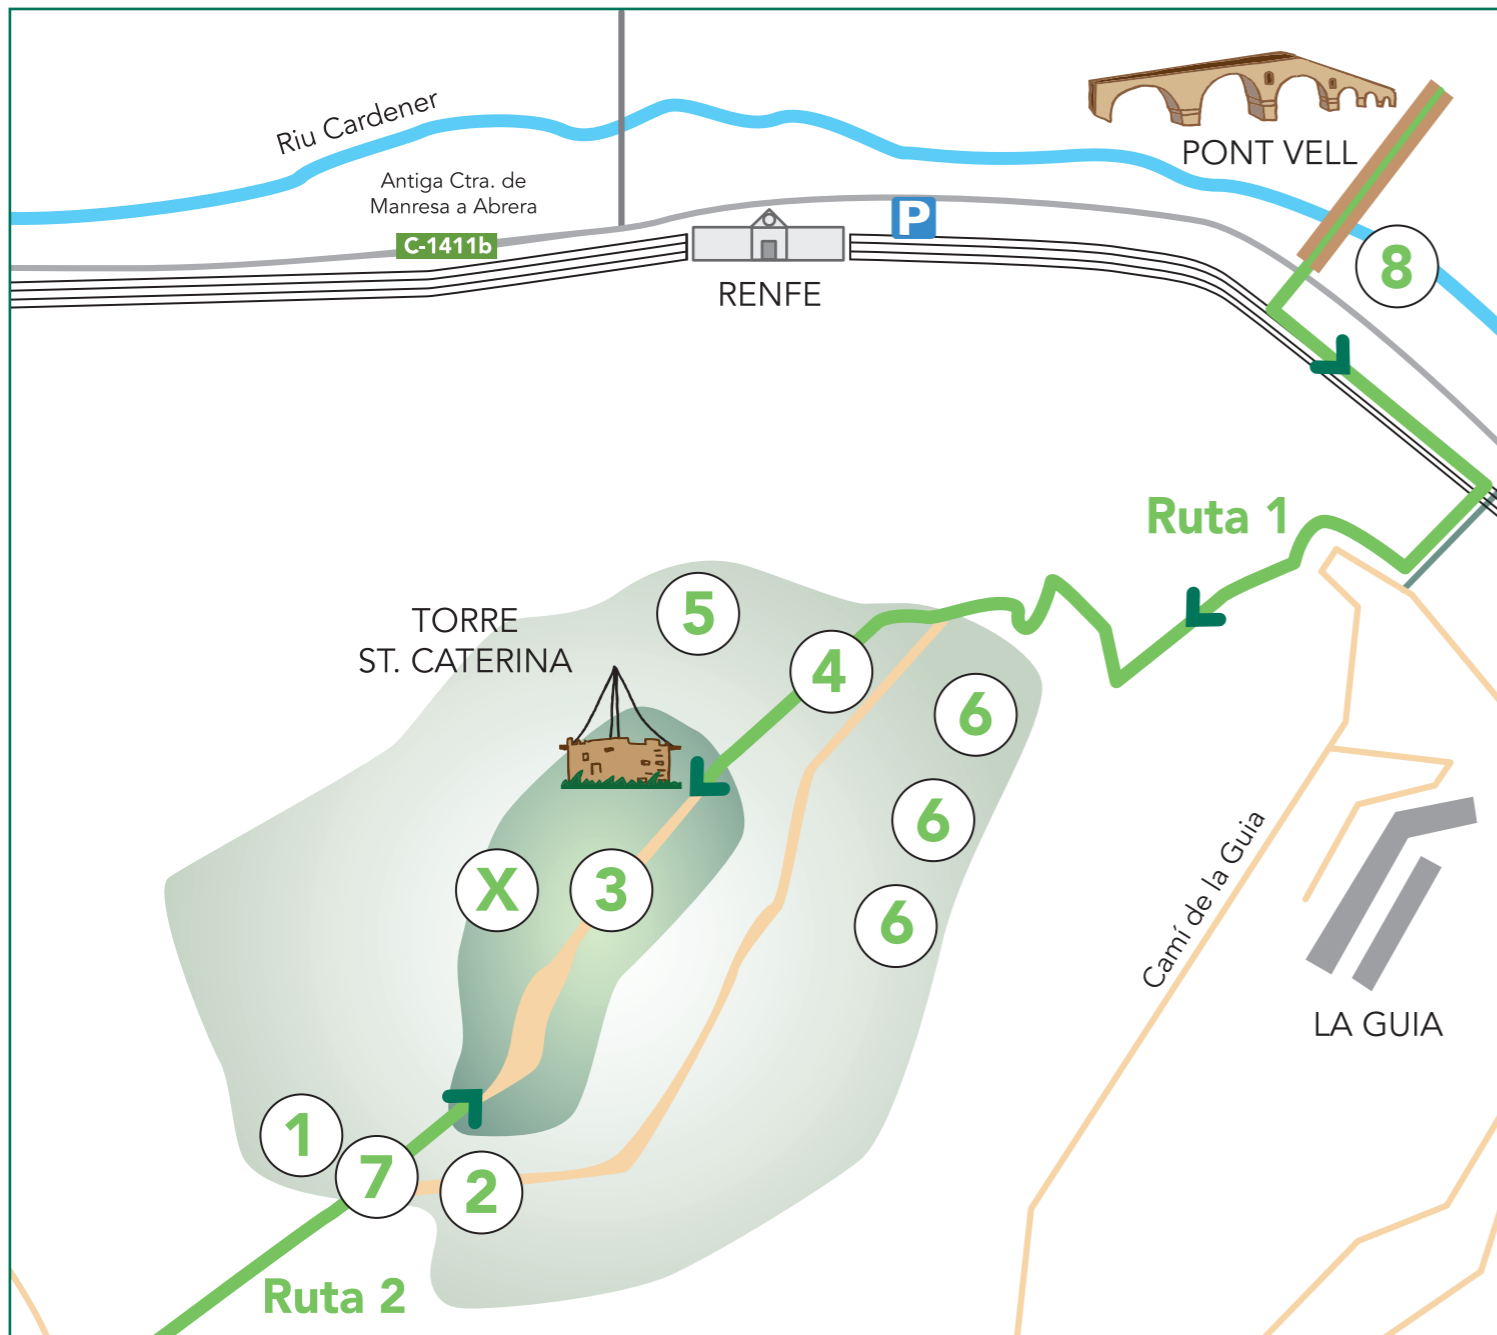 Riu Cardener
Antiga Ctra. de
Manresa a Abrera
C-1411b
P
RENFE
PONT VELL
8
Ruta 1
TORRE
ST. CATERINA
5
4
6
6
6
X
3
Camí de la Guia
LA GUIA
1
7
2
Ruta 2